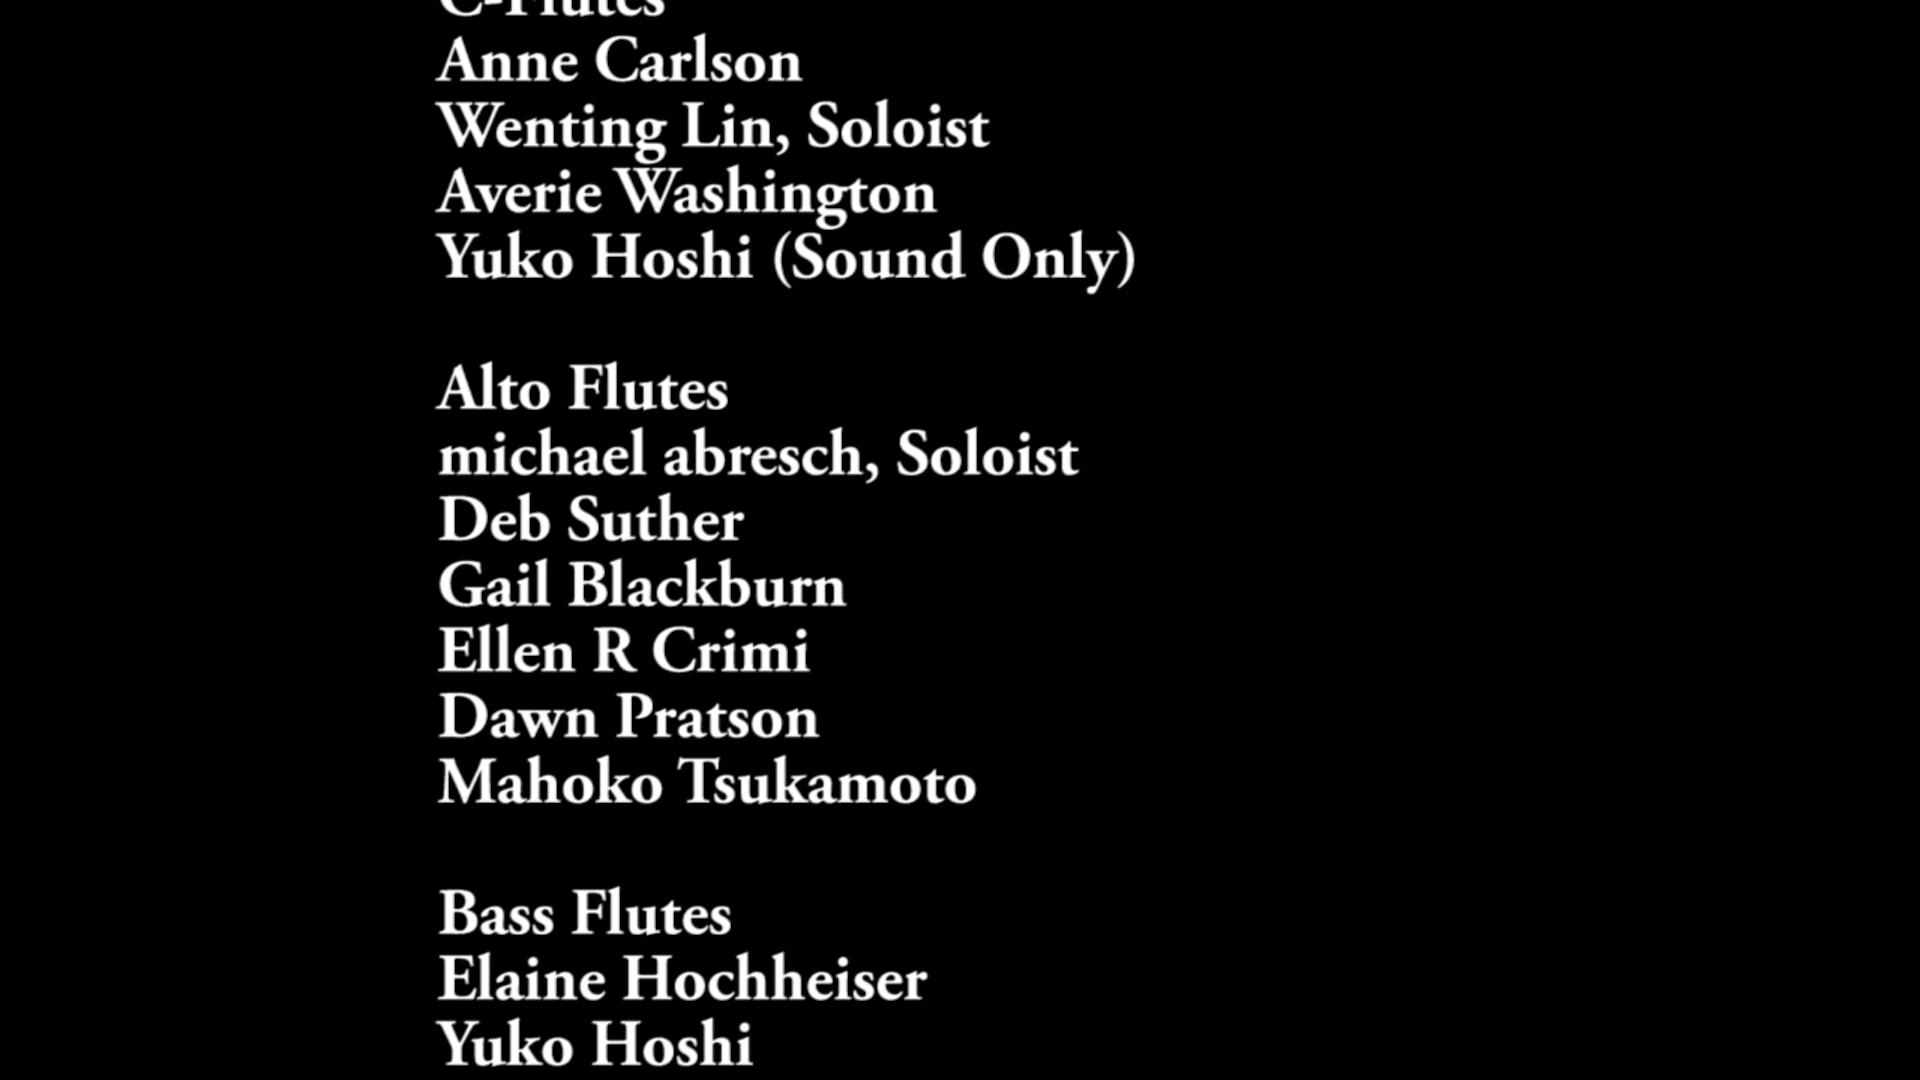 C-Flutes
Anne Carlson
Wenting Lin, Soloist
Averie Washington
Yuko Hoshi (Sound Only)
Alto Flutes
michael abresch, Soloist
Deb Suther
Gail Blackburn
Ellen R Crimi
Dawn Pratson
Mahoko Tsukamoto
Bass Flutes
Elaine Hochheiser
Yuko Hoshi